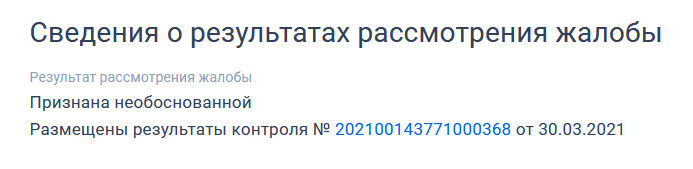 Сведения о результатах рассмотрения жалобы
Результат рассмотрения жалобы
Признана необоснованной
Размещены результаты контроля № 202100143771000368 от 30.03.2021